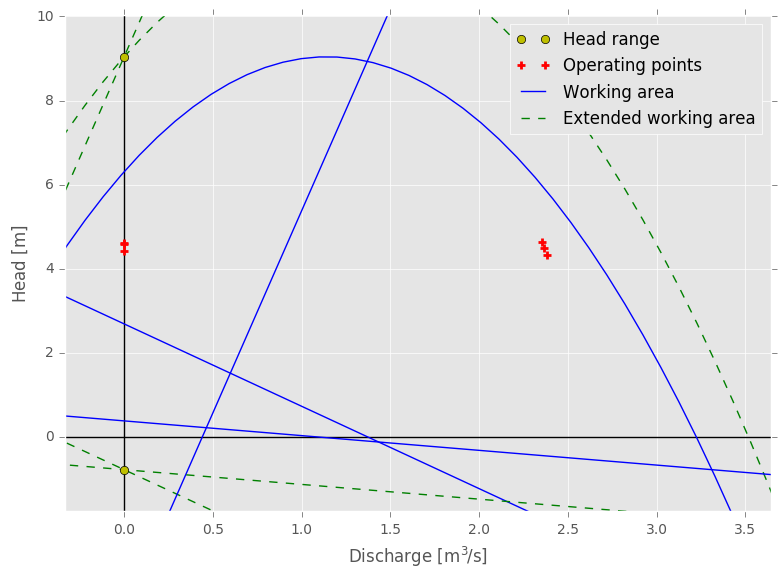 10
8
6
4
2
0
Head [m]
Head range
Operating points
Working area
Extended working area
0.0 0.5 1.0 1.5 2.0 2.5 3.0 3.5
Discharge [m³/s]